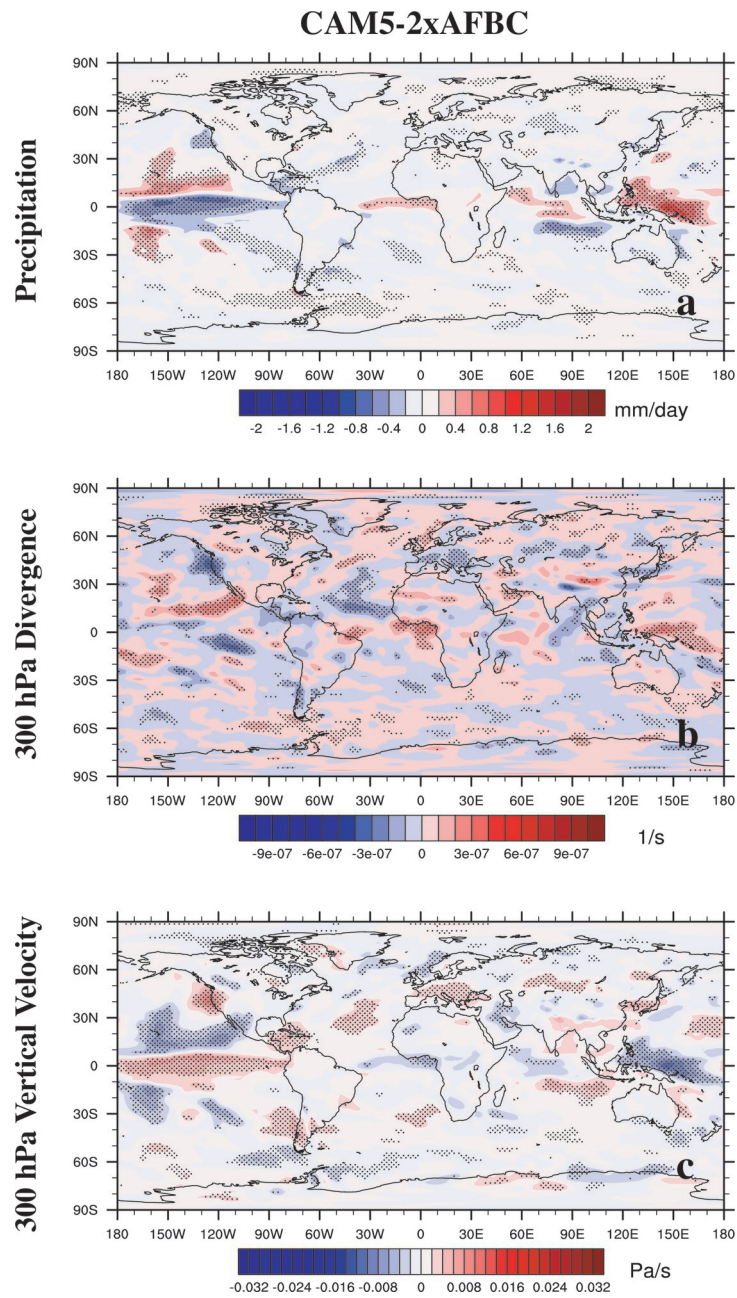 CAM5-2xAFBC
Precipitation
90N
60N
30N
0
30S
60S
90S
a
180 150W 120W 90W 60W 30W 0 30E 60E 90E 120E 150E 180
-2 -1.6 -1.2 -0.8 -0.4 0 0.4 0.8 1.2 1.6 2
mm/day
300 hPa Divergence
90N
60N
30N
0
30S
60S
90S
b
180 150W 120W 90W 60W 30W 0 30E 60E 90E 120E 150E 180
-9e-07 -6e-07 -3e-07 0 3e-07 6e-07 9e-07
1/s
300 hPa Vertical Velocity
90N
60N
30N
0
30S
60S
90S
c
180 150W 120W 90W 60W 30W 0 30E 60E 90E 120E 150E 180
-0.032 -0.024 -0.016 -0.008 0 0.008 0.016 0.024 0.032
Pa/s